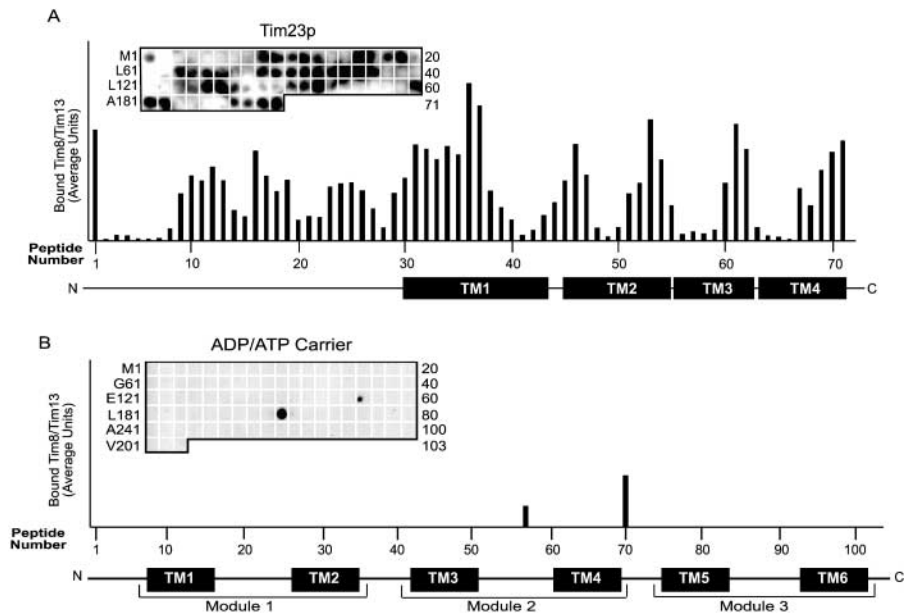 A
Tim23p
M1 20
L61 40
L121 60
A181 71
Bound Tim8/Tim13
(Average Units)
Peptide
Number
1 10 20 30 40 50 60 70
N TM1 TM2 TM3 TM4 C
B
ADP/ATP Carrier
M1 20
G61 40
E121 60
L181 80
A241 100
V201 103
Bound Tim8/Tim13
(Average Units)
Peptide
Number
1 10 20 30 40 50 60 70 80 90 100
N TM1 TM2 TM3 TM4 TM5 TM6 C
Module 1 Module 2 Module 3